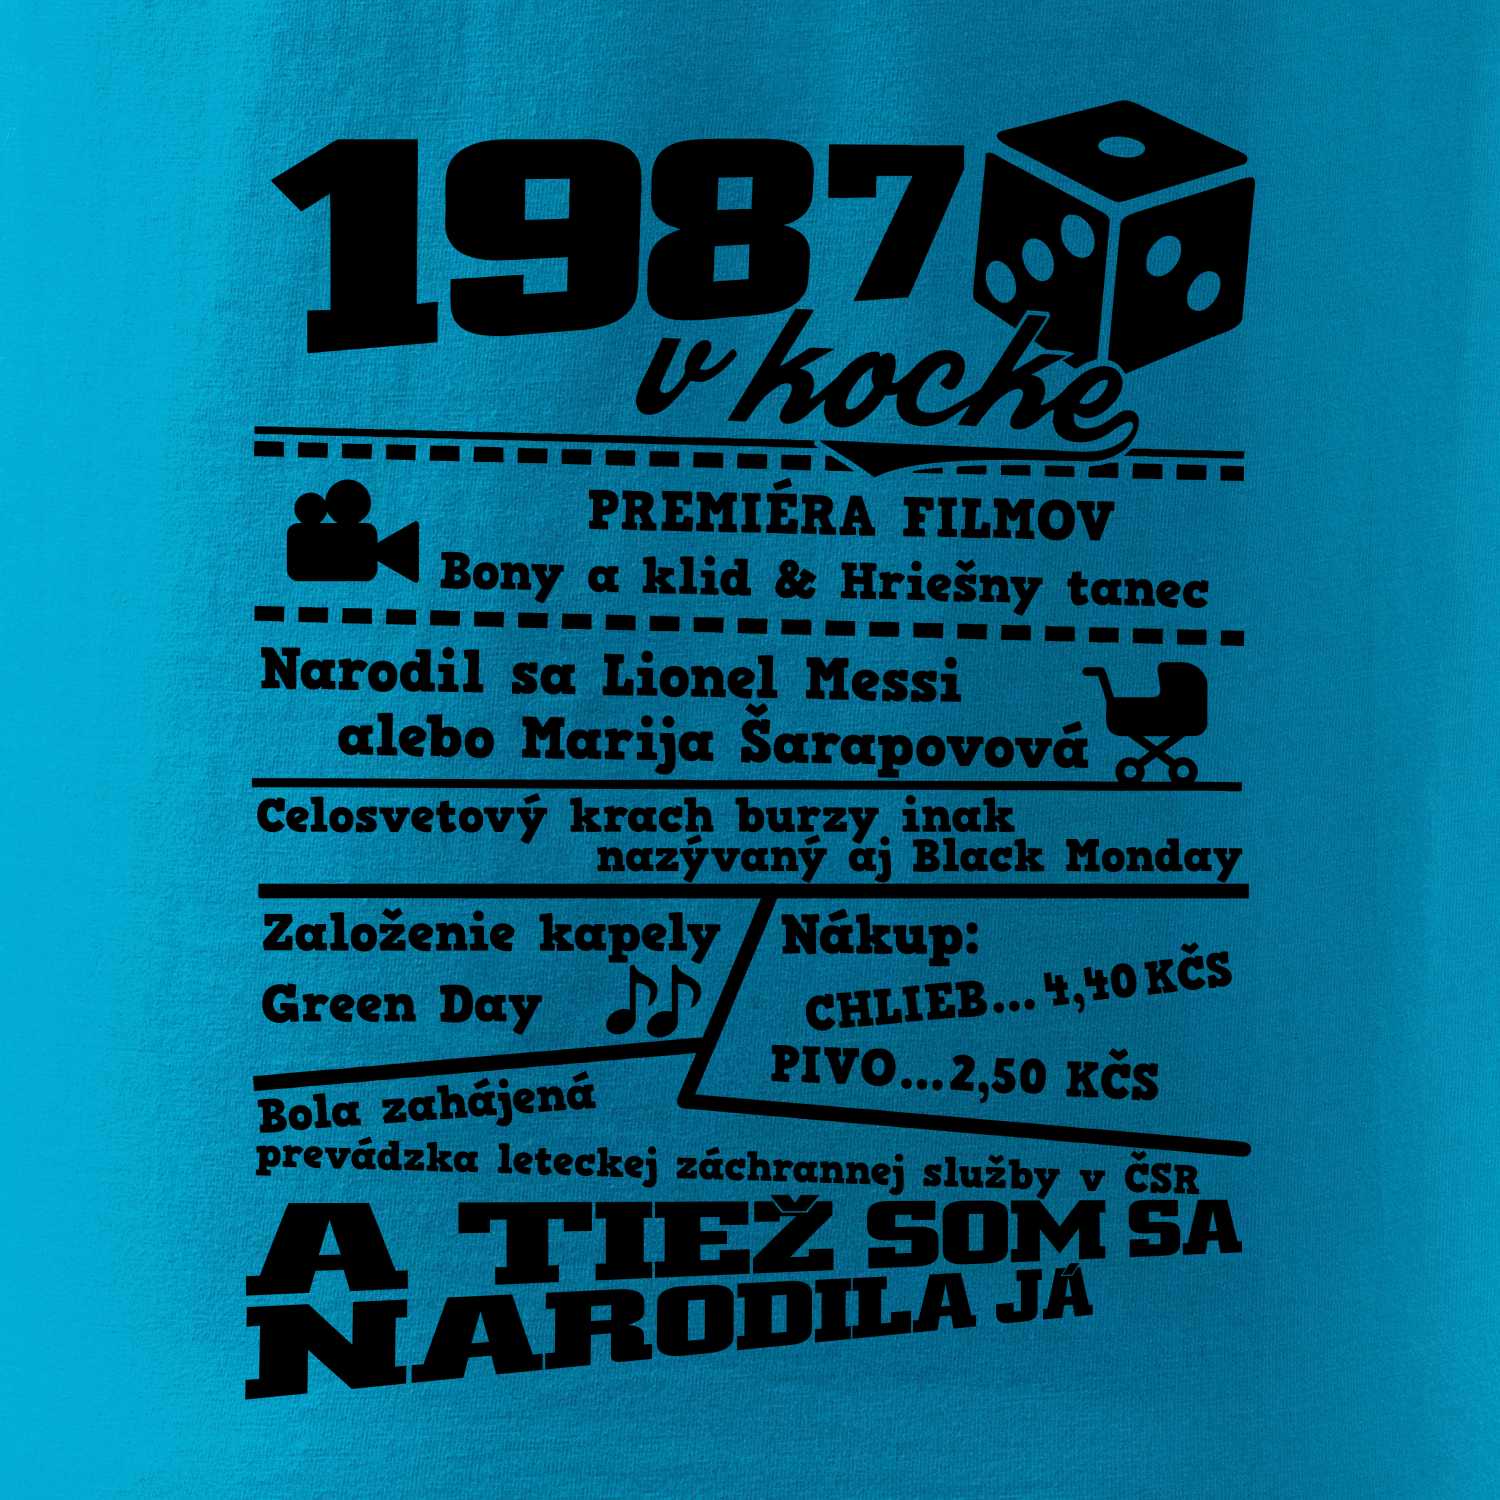 1987
v kocke
PREMIÉRA FILMOV
Bony a klid & Hriešny tanec
Narodil sa Lionel Messi
alebo Marija Šarapovová
Celosvetový krach burzy inak
nazývaný aj Black Monday
Založenie kapely
Green Day
Nákup:
CHLIEB...4,40 KČS
PIVO...2,50 KČS
Bola zahájená
prevádzka leteckej záchrannej služby v ČSR
A TIEŽ SOM SA
NARODILA JÁ